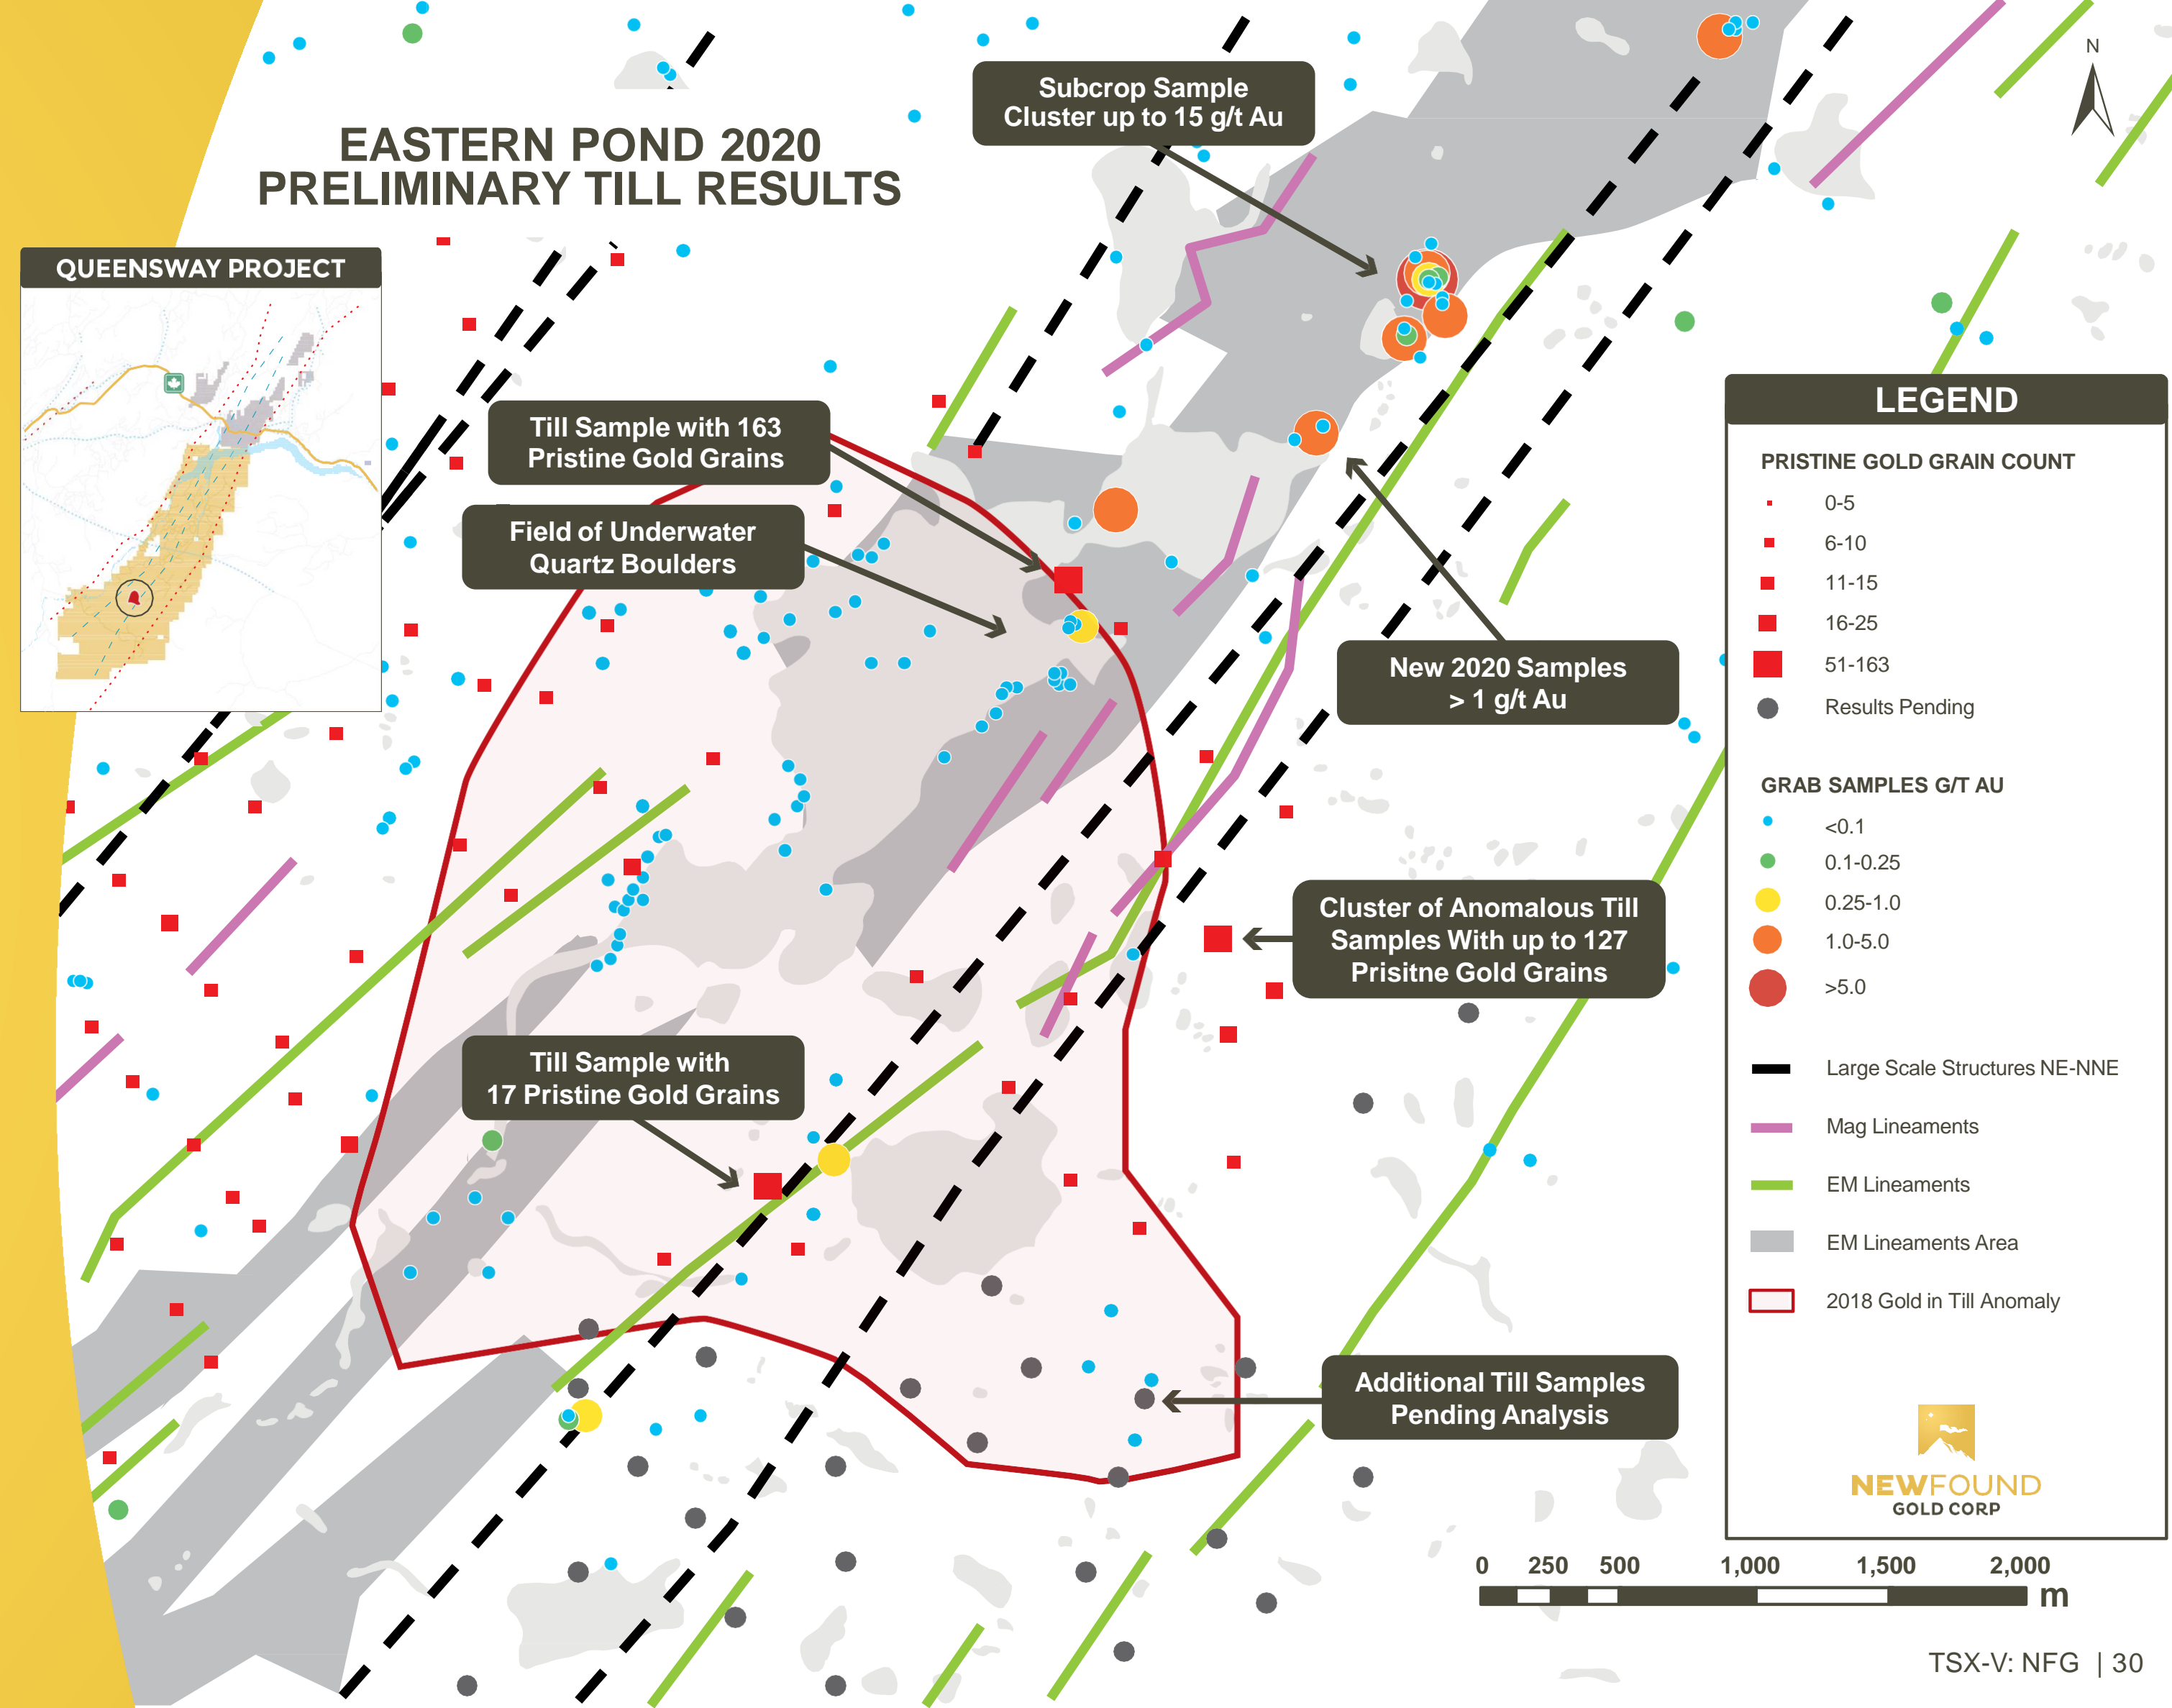 EASTERN POND 2020
PRELIMINARY TILL RESULTS
N
Subcrop Sample
Cluster up to 15 g/t Au
QUEENSWAY PROJECT
Till Sample with 163
Pristine Gold Grains
Field of Underwater
Quartz Boulders
New 2020 Samples
> 1 g/t Au
Cluster of Anomalous Till
Samples With up to 127
Prisitne Gold Grains
Till Sample with
17 Pristine Gold Grains
Additional Till Samples
Pending Analysis
LEGEND
PRISTINE GOLD GRAIN COUNT
0-5
6-10
11-15
16-25
51-163
Results Pending
GRAB SAMPLES G/T AU
<0.1
0.1-0.25
0.25-1.0
1.0-5.0
>5.0
Large Scale Structures NE-NNE
Mag Lineaments
EM Lineaments
EM Lineaments Area
2018 Gold in Till Anomaly
NEWFOUND
GOLD CORP
0 250 500 1,000 1,500 2,000
m
TSX-V: NFG | 30